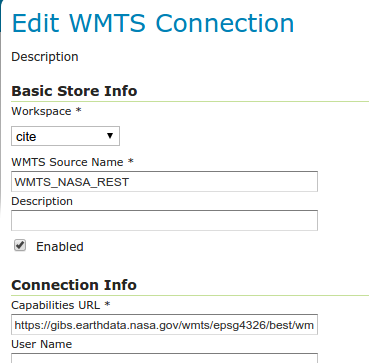 Edit WMTS Connection
Description
Basic Store Info
Workspace *
cite
WMTS Source Name *
WMTS_NASA_REST
Description
Enabled
Connection Info
Capabilities URL *
https://gibs.earthdata.nasa.gov/wmts/epsg4326/best/wm
User Name